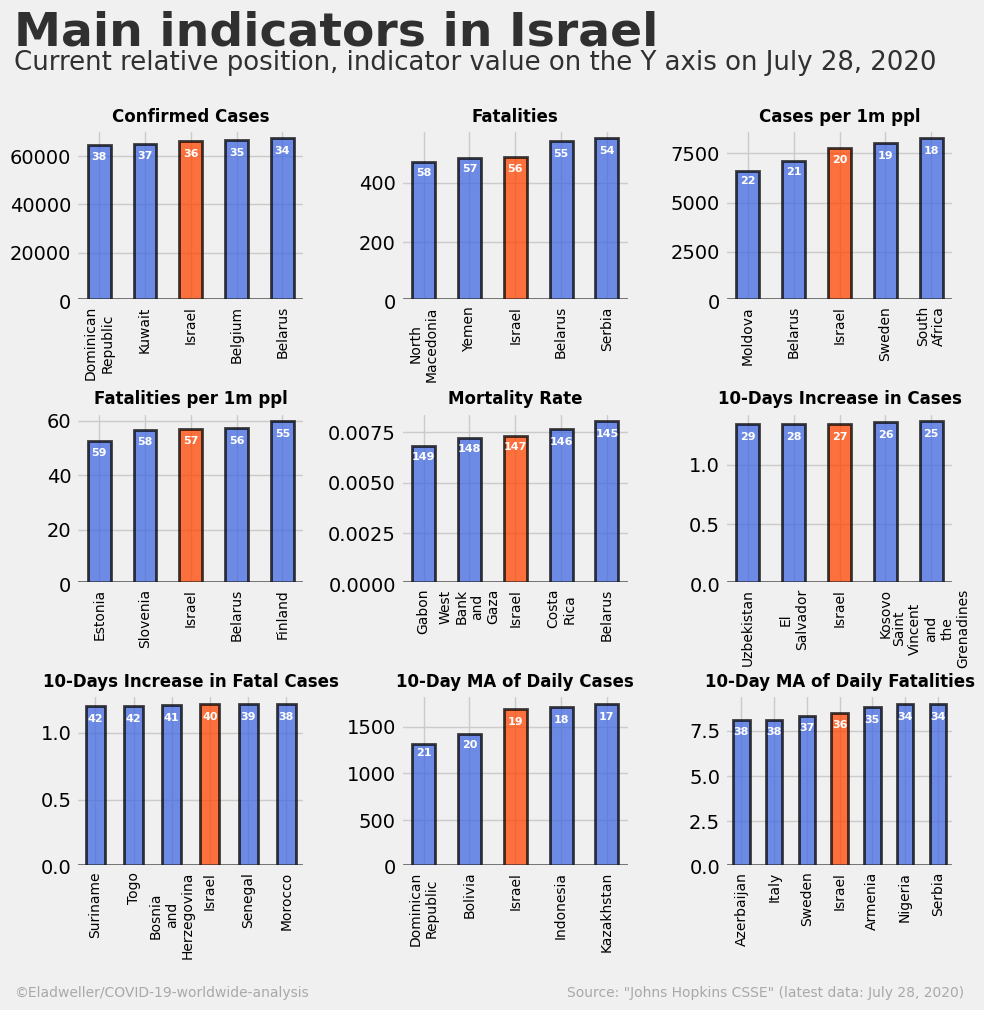 Main indicators in Israel
Current relative position, indicator value on the Y axis on July 28, 2020
Confirmed Cases
60000
40000
20000
0
38
37
36
35
34
Dominican
Republic
Kuwait
Israel
Belgium
Belarus
Fatalities
400
200
0
58
57
56
55
54
North
Macedonia
Yemen
Israel
Belarus
Serbia
Cases per 1m ppl
7500
5000
2500
0
22
21
20
19
18
Moldova
Belarus
Israel
Sweden
South
Africa
Fatalities per 1m ppl
60
40
20
0
59
58
57
56
55
Estonia
Slovenia
Israel
Belarus
Finland
Mortality Rate
0.0075
0.0050
0.0025
0.0000
149
148
147
146
145
Gabon
West
Bank
and
Gaza
Israel
Costa
Rica
Belarus
10-Days Increase in Cases
1.0
0.5
0.0
29
28
27
26
25
Uzbekistan
El
Salvador
Israel
Kosovo
Saint
Vincent
and
the
Grenadines
10-Days Increase in Fatal Cases
1.0
0.5
0.0
42
42
41
40
39
38
Suriname
Togo
Bosnia
and
Herzegovina
Israel
Senegal
Morocco
10-Day MA of Daily Cases
1500
1000
500
0
21
20
19
18
17
Dominican
Republic
Bolivia
Israel
Indonesia
Kazakhstan
10-Day MA of Daily Fatalities
7.5
5.0
2.5
0.0
38
38
37
36
35
34
34
Azerbaijan
Italy
Sweden
Israel
Armenia
Nigeria
Serbia
©Eladweller/COVID-19-worldwide-analysis
Source: "Johns Hopkins CSSE" (latest data: July 28, 2020)